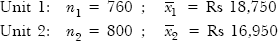 Unit 1: n₁ = 760 ; x̄₁ = Rs 18,750
Unit 2: n₂ = 800 ; x̄₂ = Rs 16,950